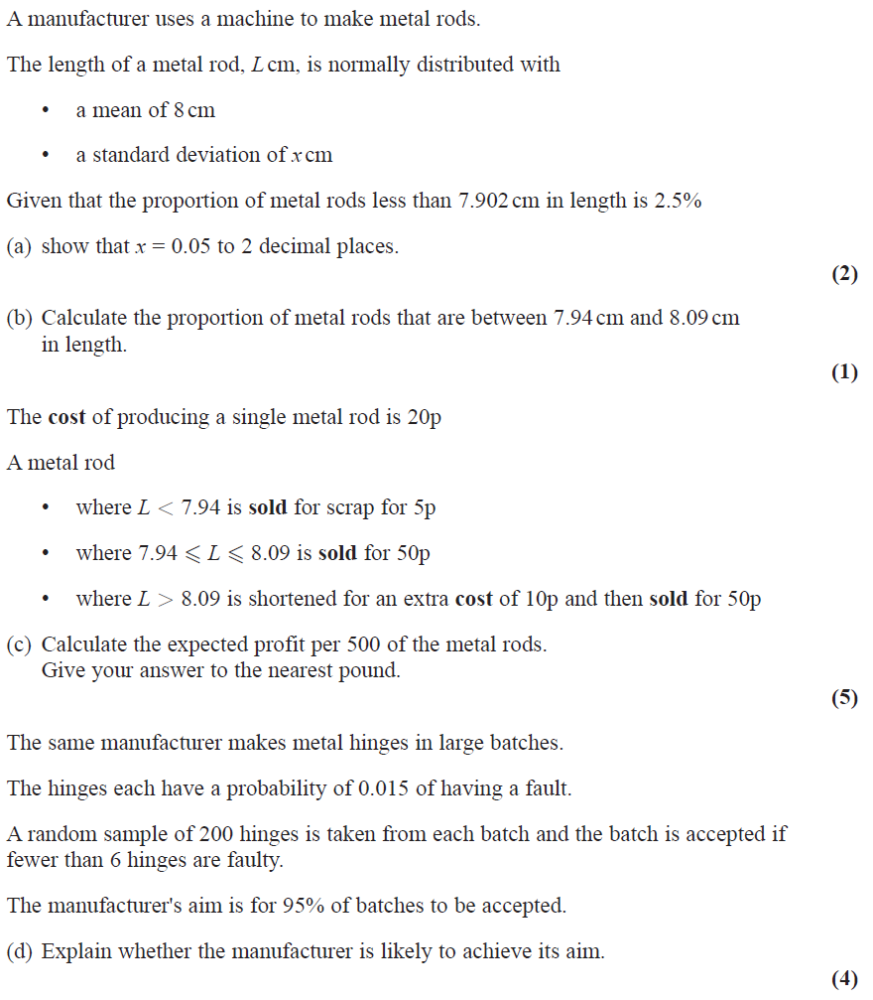 A manufacturer uses a machine to make metal rods.
The length of a metal rod, L cm, is normally distributed with
• a mean of 8 cm
• a standard deviation of x cm
Given that the proportion of metal rods less than 7.902 cm in length is 2.5%
(a) show that x = 0.05 to 2 decimal places.
(2)
(b) Calculate the proportion of metal rods that are between 7.94 cm and 8.09 cm
in length.
(1)
The cost of producing a single metal rod is 20p
A metal rod
• where L < 7.94 is sold for scrap for 5p
• where 7.94 ⩽ L ⩽ 8.09 is sold for 50p
• where L > 8.09 is shortened for an extra cost of 10p and then sold for 50p
(c) Calculate the expected profit per 500 of the metal rods.
Give your answer to the nearest pound.
(5)
The same manufacturer makes metal hinges in large batches.
The hinges each have a probability of 0.015 of having a fault.
A random sample of 200 hinges is taken from each batch and the batch is accepted if
fewer than 6 hinges are faulty.
The manufacturer's aim is for 95% of batches to be accepted.
(d) Explain whether the manufacturer is likely to achieve its aim.
(4)